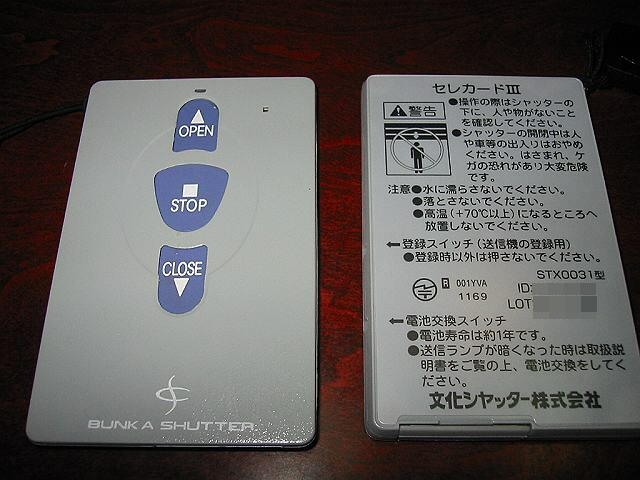 OPEN
STOP
CLOSE
BUNKA SHUTTER
セレカードIII
警告
●操作の際はシャッターの
下に、人や物がないこと
を確認してください。
●シャッターの開閉中は人
や車等の出入りはおやめ
ください。はさまれ、ケ
ガの恐れがあり大変危険
です。
注意●水に濡らさないでください。
●落とさないでください。
●高温(+70℃以上)になるところへ
放置しないでください。
←登録スイッチ(送信機の登録用)
●登録時以外は押さないでください。
STX0031型
R 001YVA
1169
ID:
LOT:
←電池交換スイッチ
●電池寿命は約1年です。
●送信ランプが暗くなった時は取扱説
明書をご覧の上、電池交換をしてく
ださい。
文化シヤッター株式会社